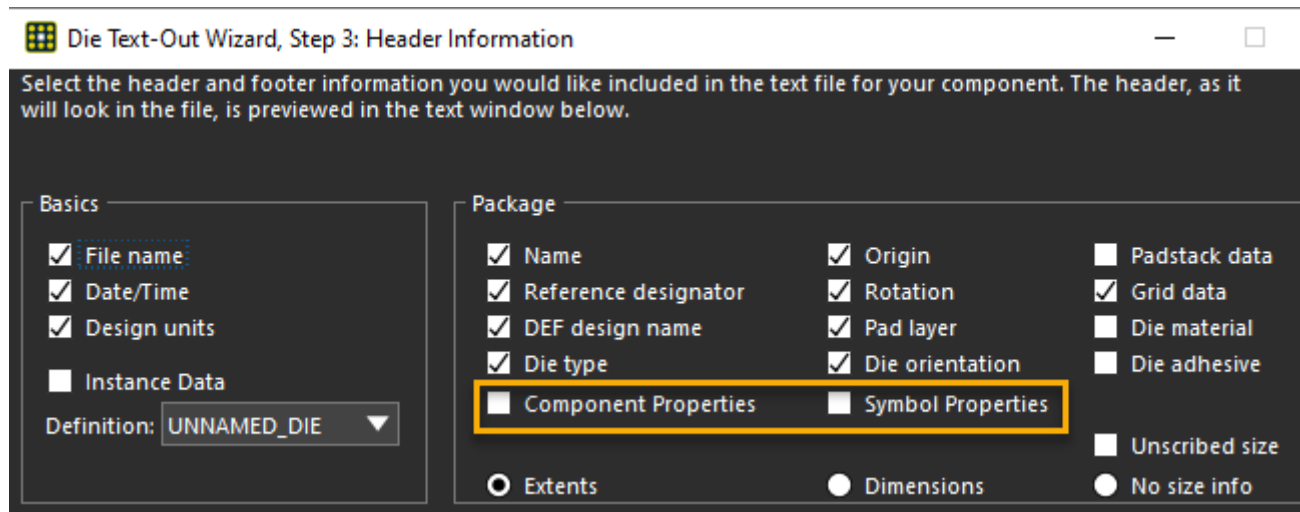 Die Text-Out Wizard, Step 3: Header Information
Select the header and footer information you would like included in the text file for your component. The header, as it
will look in the file, is previewed in the text window below.
Basics
File name
Date/Time
Design units
Instance Data
Definition: UNNAMED_DIE
Package
Name Origin Padstack data
Reference designator Rotation Grid data
DEF design name Pad layer Die material
Die type Die orientation Die adhesive
Component Properties Symbol Properties
Unscribed size
Extents Dimensions No size info